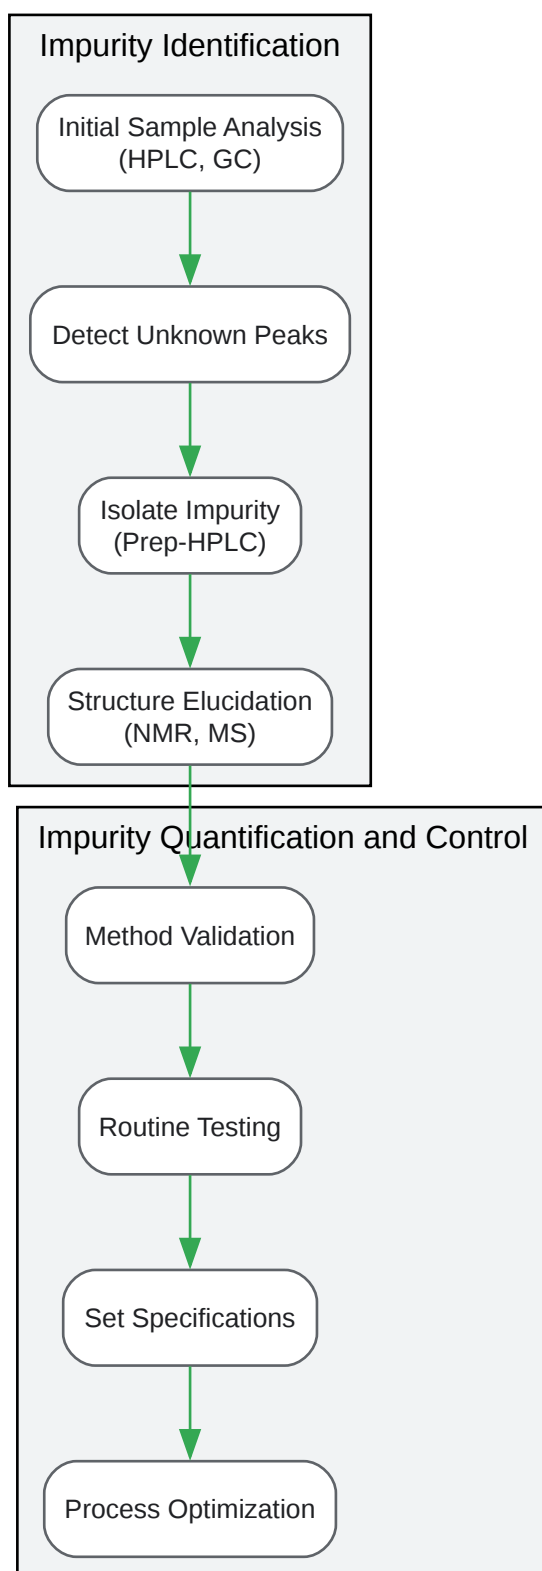 Impurity Identification
Initial Sample Analysis
(HPLC, GC)
Detect Unknown Peaks
Isolate Impurity
(Prep-HPLC)
Structure Elucidation
(NMR, MS)
Impurity Quantification and Control
Method Validation
Routine Testing
Set Specifications
Process Optimization